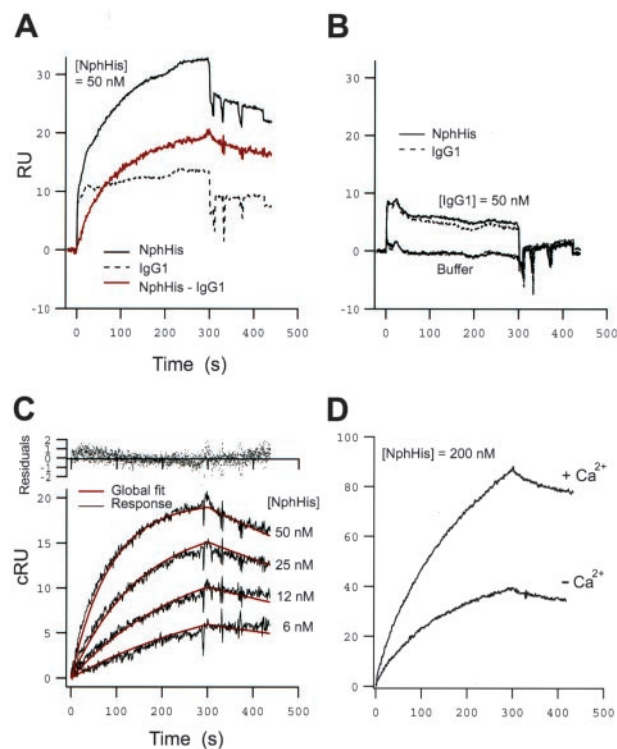 A
[NphHis]
= 50 nM
30
20
10
0
-10
RU
NphHis
IgG1
NphHis - IgG1
0 100 200 300 400
Time (s)
B
30
20
10
0
-10
NphHis
IgG1
[IgG1] = 50 nM
Buffer
0 100 200 300 400 500
Time (s)
C
Residuals
2
1
0
-1
-2
Global fit
Response
[NphHis]
20
15
10
5
0
cRU
50 nM
25 nM
12 nM
6 nM
0 100 200 300 400 500
Time (s)
D
[NphHis] = 200 nM
100
80
60
40
20
0
+ Ca2+
– Ca2+
0 100 200 300 400 500
Time (s)